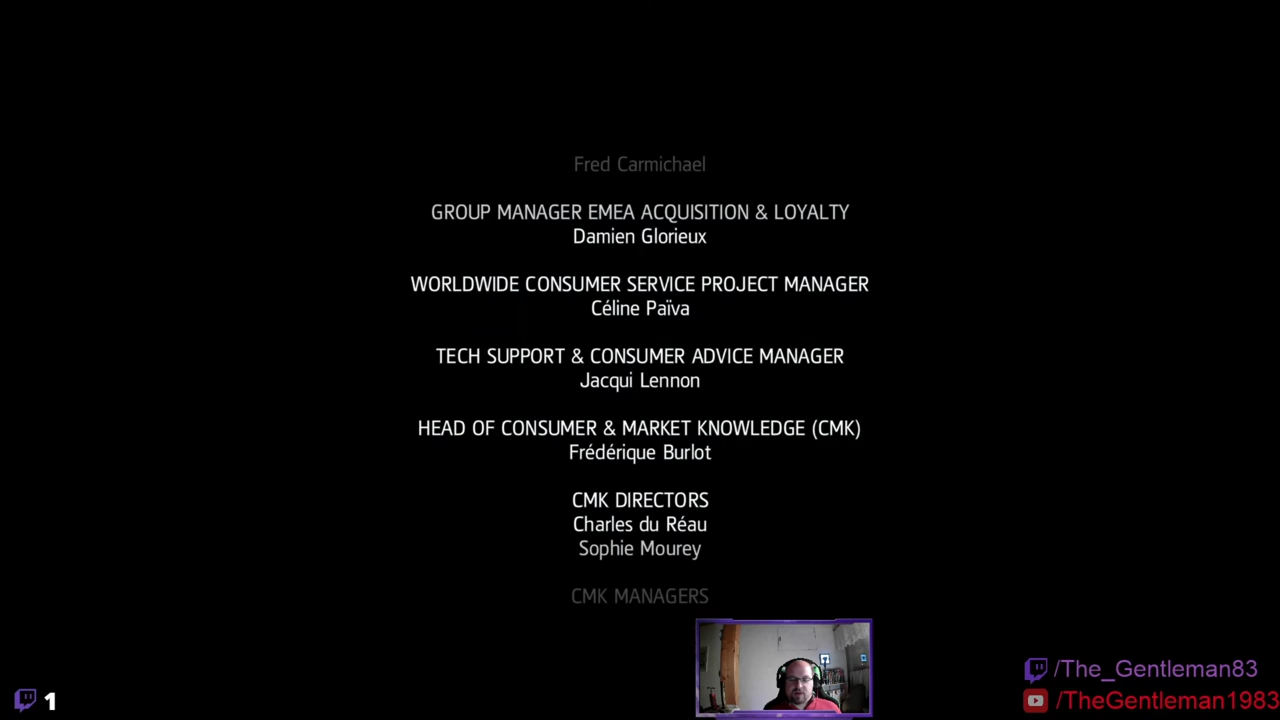 Fred Carmichael
GROUP MANAGER EMEA ACQUISITION & LOYALTY
Damien Glorieux
WORLDWIDE CONSUMER SERVICE PROJECT MANAGER
Céline Païva
TECH SUPPORT & CONSUMER ADVICE MANAGER
Jacqui Lennon
HEAD OF CONSUMER & MARKET KNOWLEDGE (CMK)
Frédérique Burlot
CMK DIRECTORS
Charles du Réau
Sophie Mourey
CMK MANAGERS
/The_Gentleman83
/TheGentleman1983
1